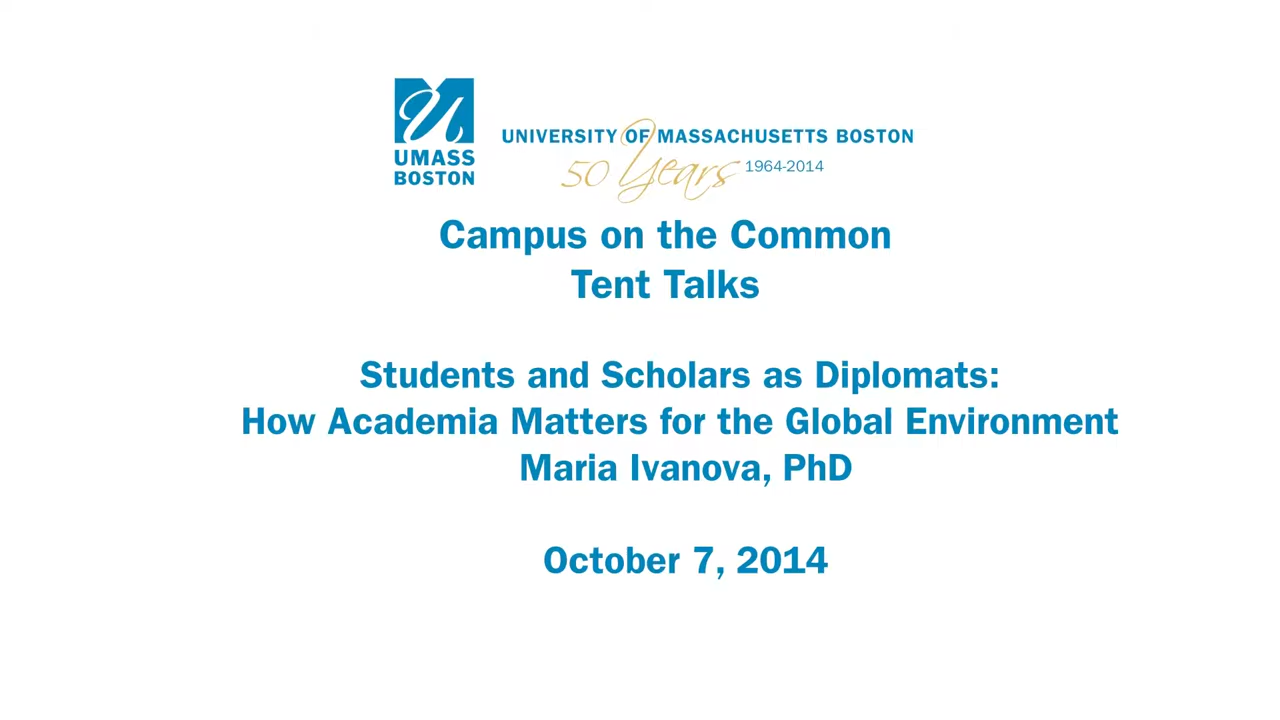 UMASS
BOSTON
UNIVERSITY OF MASSACHUSETTS BOSTON
50 Years 1964-2014
Campus on the Common
Tent Talks
Students and Scholars as Diplomats:
How Academia Matters for the Global Environment
Maria Ivanova, PhD
October 7, 2014